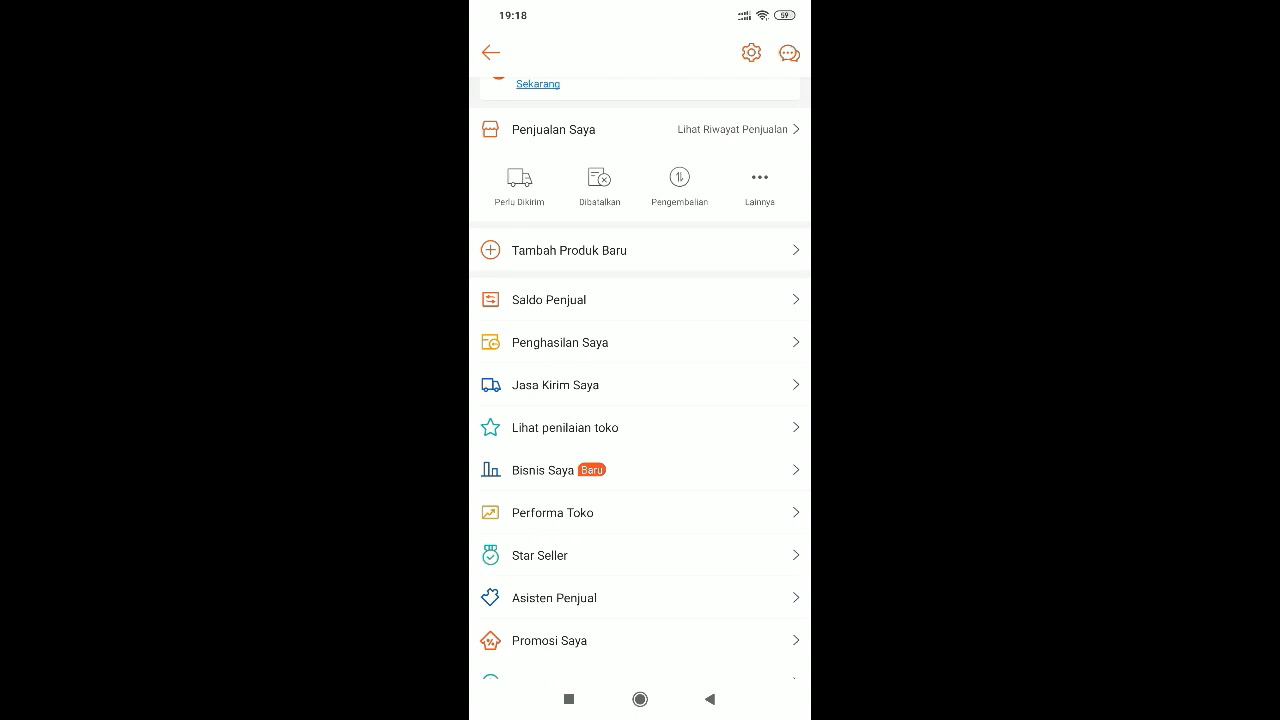 19:18
59
Sekarang
Penjualan Saya
Lihat Riwayat Penjualan
Perlu Dikirim
Dibatalkan
Pengembalian
Lainnya
Tambah Produk Baru
Saldo Penjual
Penghasilan Saya
Jasa Kirim Saya
Lihat penilaian toko
Bisnis Saya Baru
Performa Toko
Star Seller
Asisten Penjual
Promosi Saya